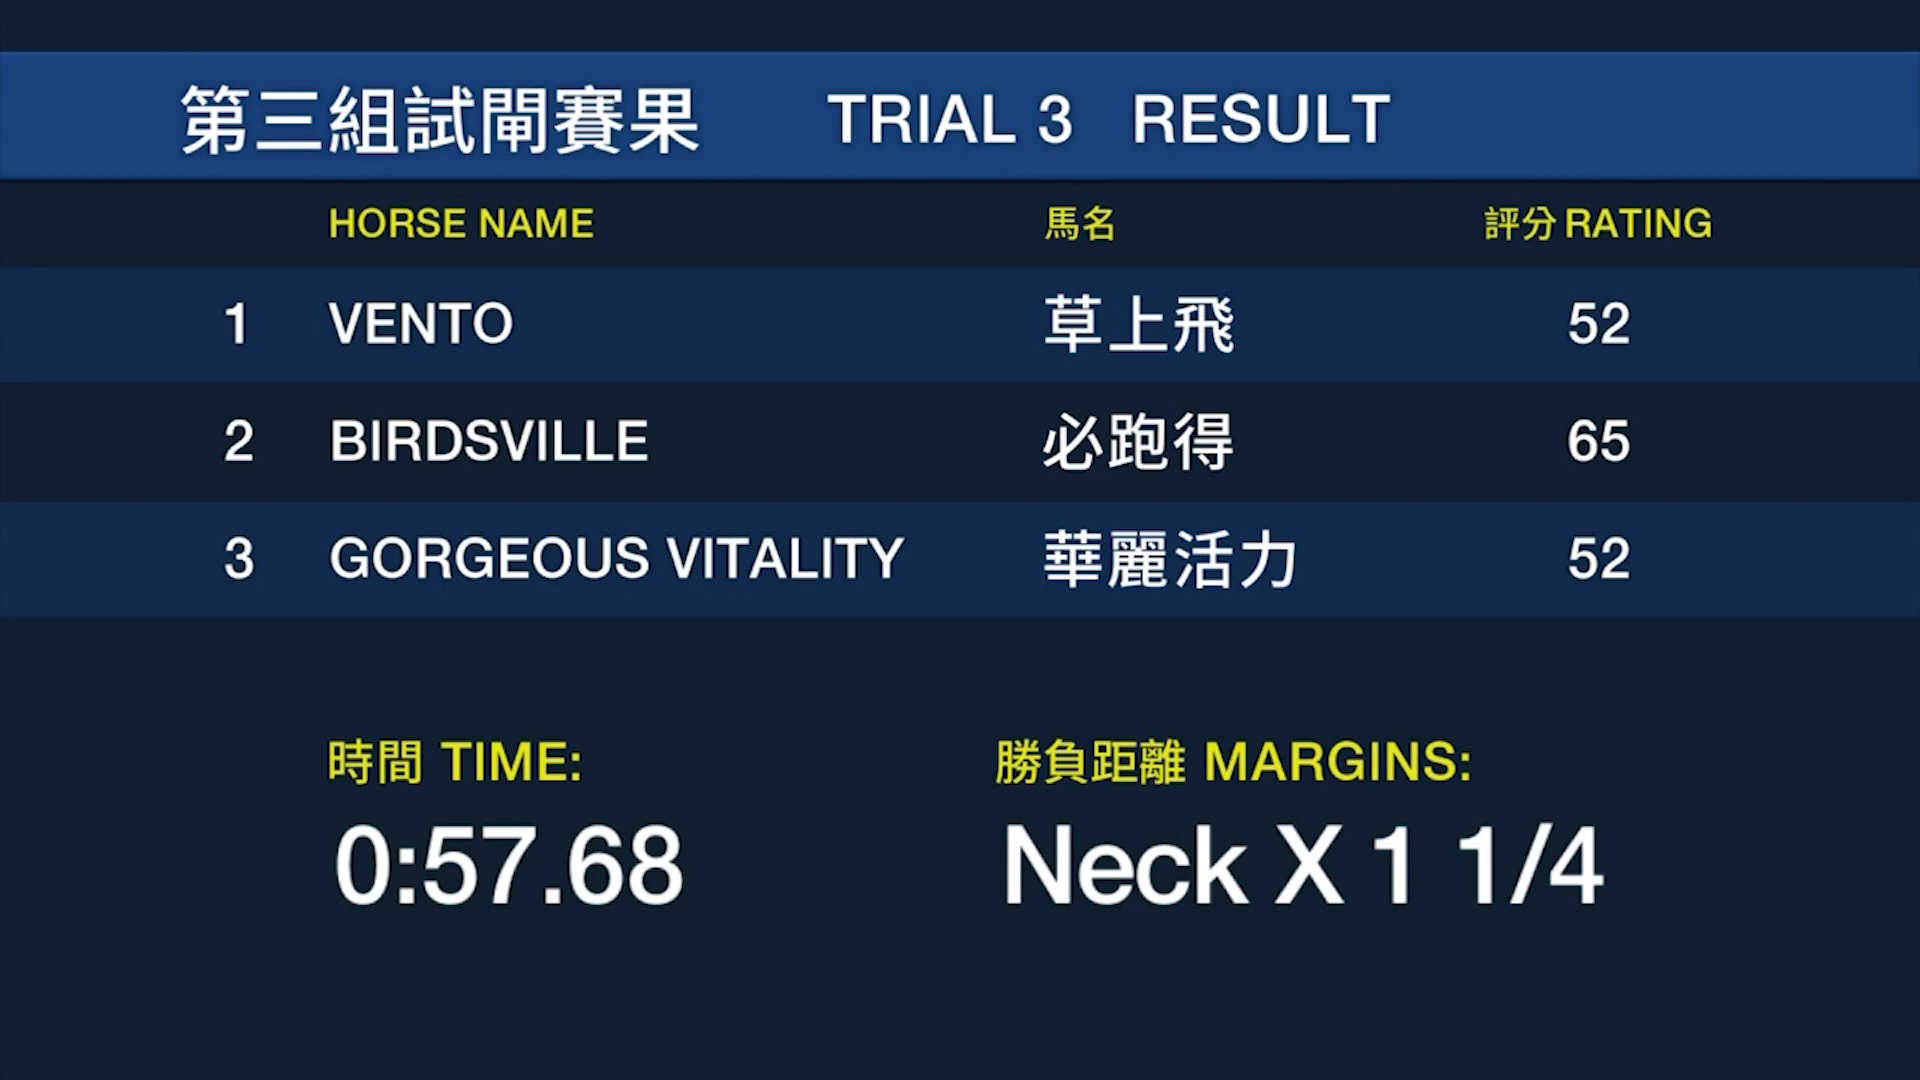 第三組試閘賽果 TRIAL 3 RESULT
HORSE NAME 馬名 評分 RATING
1 VENTO 草上飛 52
2 BIRDSVILLE 必跑得 65
3 GORGEOUS VITALITY 華麗活力 52
時間 TIME: 勝負距離 MARGINS:
0:57.68 Neck X 1 1/4